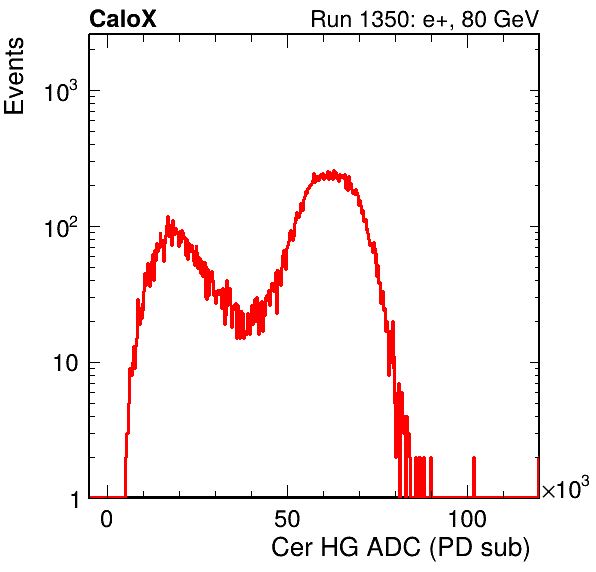 CaloX
Run 1350: e+, 80 GeV
Events
10³
10²
10
1
0
50
100
×10³
Cer HG ADC (PD sub)